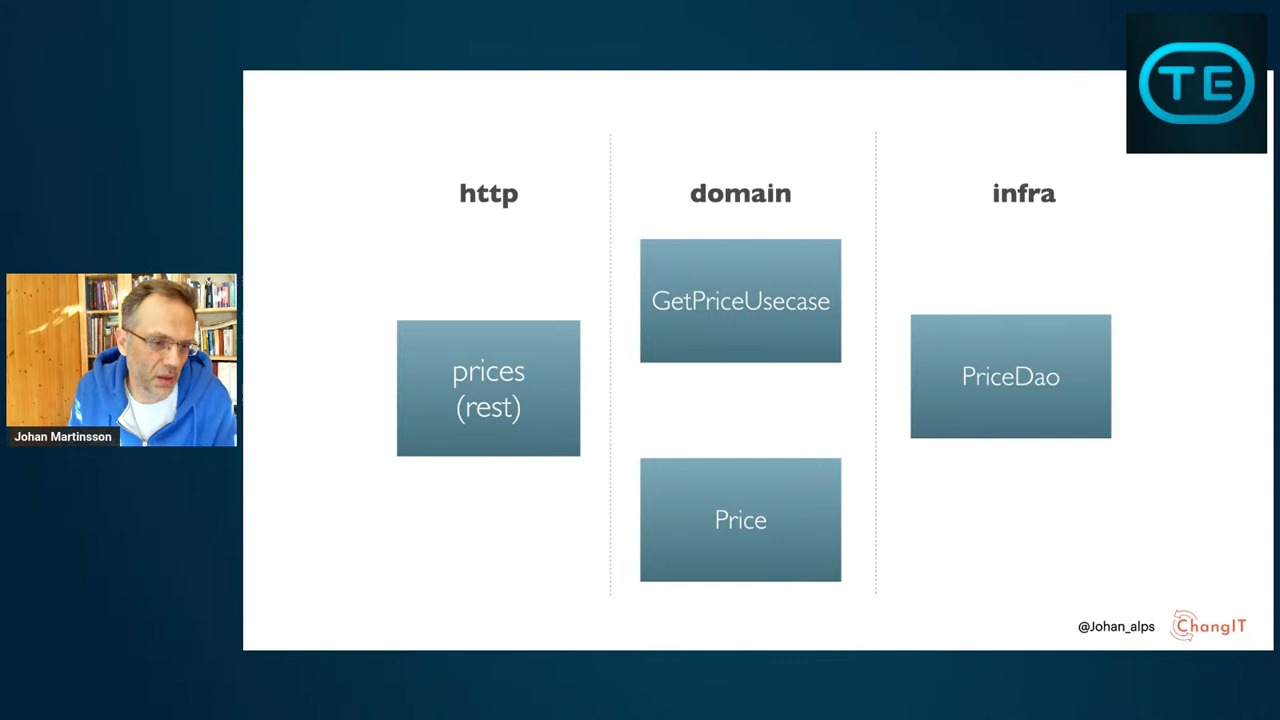 TE
http
domain
infra
GetPriceUsecase
prices
(rest)
PriceDao
Price
Johan Martinsson
@Johan_alps
ChangIT